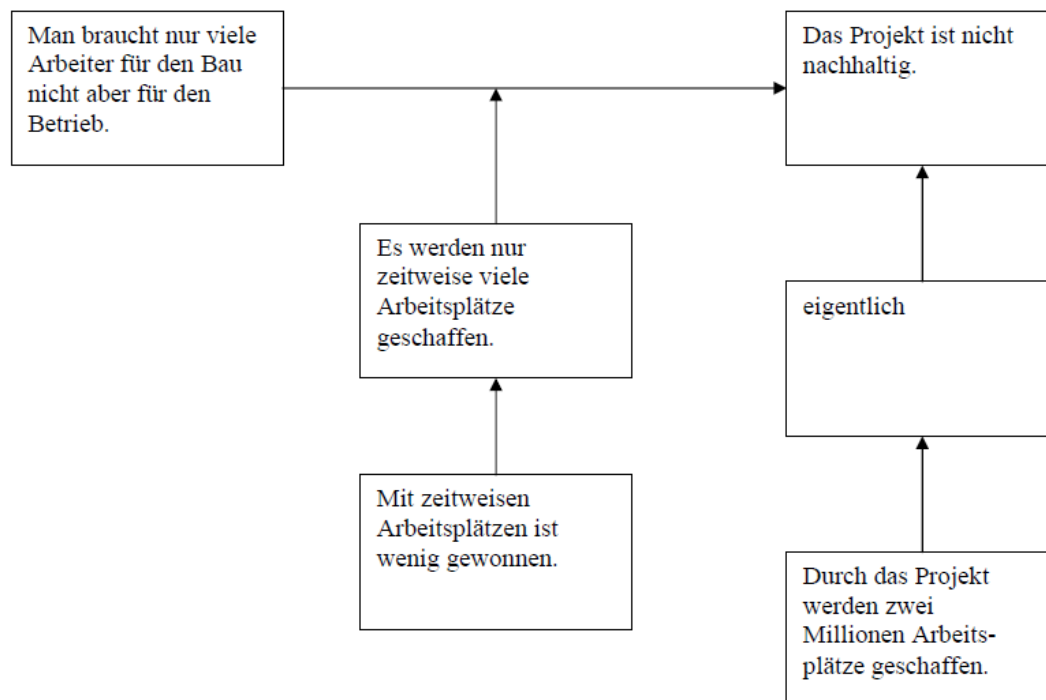 Man braucht nur viele
Arbeiter für den Bau
nicht aber für den
Betrieb.
Das Projekt ist nicht
nachhaltig.
Es werden nur
zeitweise viele
Arbeitsplätze
geschaffen.
eigentlich
Mit zeitweisen
Arbeitsplätzen ist
wenig gewonnen.
Durch das Projekt
werden zwei
Millionen Arbeits-
plätze geschaffen.